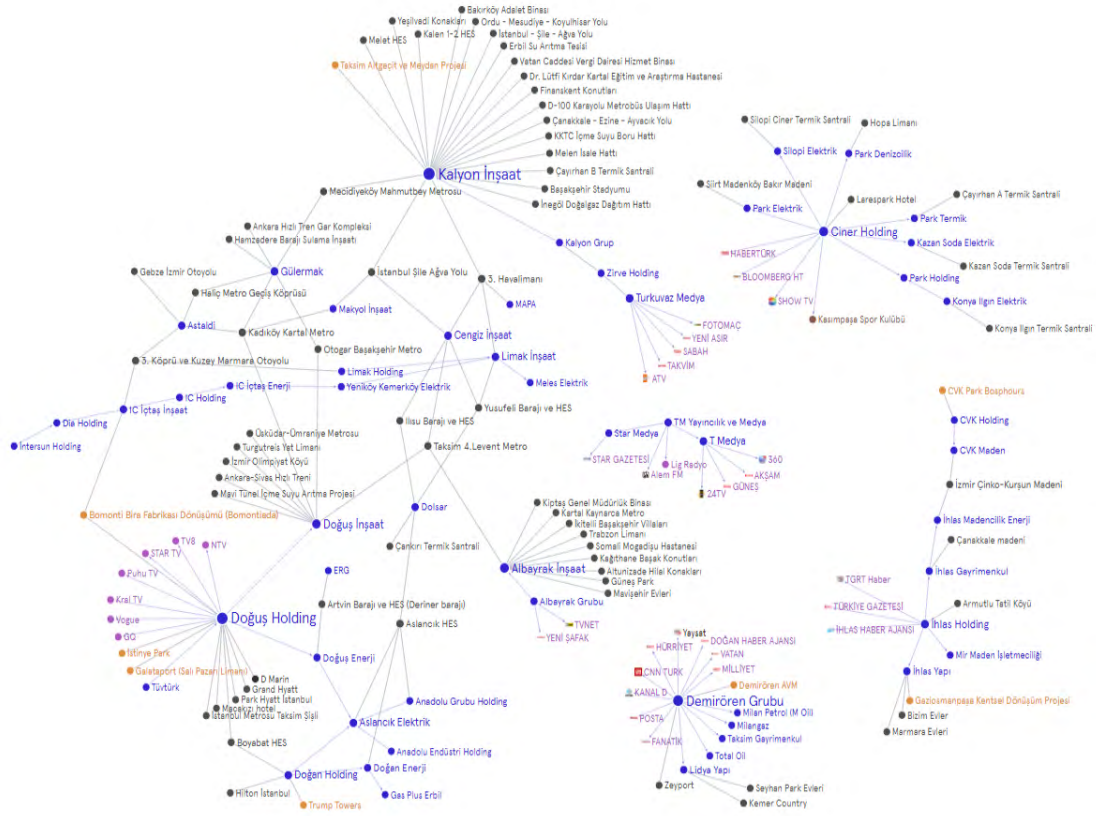 Bakırköy Adalet Binası
Yeşilvadi Konakları
Ordu - Mesudiye - Koyulhisar Yolu
Kalen 1-2 HES
İstanbul - Şile - Ağva Yolu
Melet HES
Erbil Su Arıtma Tesisi
Vatan Caddesi Vergi Dairesi Hizmet Binası
Taksim Altgeçit ve Meydan Projesi
Dr. Lütfi Kırdar Kartal Eğitim ve Araştırma Hastanesi
Finanskent Konutları
D-100 Karayolu Metrobüs Ulaşım Hattı
Çanakkale - Ezine - Ayvacık Yolu
KKTC İçme Suyu Boru Hattı
Melen İsale Hattı
Çayırhan B Termik Santrali
Kalyon İnşaat
Başakşehir Stadyumu
Mecidiyeköy Mahmutbey Metrosu
İnegöl Doğalgaz Dağıtım Hattı
Silopi Ciner Termik Santrali
Hopa Limanı
Silopi Elektrik
Park Denizcilik
Siirt Madenköy Bakır Madeni
Çayırhan A Termik Santrali
Larespark Hotel
Park Elektrik
Park Termik
Ciner Holding
Kazan Soda Elektrik
HABERTÜRK
Kazan Soda Termik Santrali
BLOOMBERG HT
Park Holding
SHOW TV
Konya Ilgın Elektrik
Kasımpaşa Spor Kulübü
Konya Ilgın Termik Santrali
Ankara Hızlı Tren Gar Kompleksi
Hamzadere Barajı Sulama İnşaatı
Kalyon Grup
Gebze İzmir Otoyolu
Gülermak
İstanbul Şile Ağva Yolu
Zirve Holding
3. Havalimanı
Haliç Metro Geçiş Köprüsü
Turkuvaz Medya
Makyol İnşaat
MAPA
Astaldi
Kadıköy Kartal Metro
Cengiz İnşaat
FOTOMAÇ
YENİ ASIR
Otogar Başakşehir Metro
SABAH
3. Köprü ve Kuzey Marmara Otoyolu
Limak İnşaat
TAKVİM
Limak Holding
ATV
IC İçtaş Enerji
Yeniköy Kemerköy Elektrik
Meles Elektrik
IC Holding
IC İçtaş İnşaat
Yusufeli Barajı ve HES
Dia Holding
Ilısu Barajı ve HES
İntersun Holding
Taksim 4.Levent Metro
Üsküdar-Ümraniye Metrosu
Turgutreis Yat Limanı
İzmir Olimpiyat Köyü
Ankara-Sivas Hızlı Treni
Mavi Tünel İçme Suyu Arıtma Projesi
TM Yayıncılık ve Medya
Star Medya
T Medya
STAR GAZETESİ
Lig Radyo
360
Alem FM
AKŞAM
GÜNEŞ
24TV
CVK Park Bosphours
CVK Holding
CVK Maden
İzmir Çinko-Kurşun Madeni
İhlas Madencilik Enerji
Çanakkale madeni
İhlas Gayrimenkul
TGRT Haber
Armutlu Tatil Köyü
TÜRKİYE GAZETESİ
İhlas Holding
İHLAS HABER AJANSI
Mir Maden İşletmeciliği
İhlas Yapı
Gaziosmanpaşa Kentsel Dönüşüm Projesi
Bizim Evler
Marmara Evleri
Bomonti Bira Fabrikası Dönüşümü (Bomontiada)
Doğuş İnşaat
Dolsar
Çankırı Termik Santrali
Kiptaş Genel Müdürlük Binası
Kartal Kaynarca Metro
İkitelli Başakşehir Villaları
Trabzon Limanı
Somali Mogadişu Hastanesi
Kağıthane Başak Konutları
Albayrak İnşaat
Altunizade Hilal Konakları
Güneş Park
Mavişehir Evleri
Albayrak Grubu
TVNET
YENİ ŞAFAK
TV8
NTV
STAR TV
Puhu TV
Kral TV
Vogue
GQ
İstinye Park
Galataport (Salı Pazarı Limanı)
Tüvtürk
Doğuş Holding
ERG
Artvin Barajı ve HES (Deriner barajı)
Aslancık HES
Doğuş Enerji
D Marin
Grand Hyatt
Park Hyatt İstanbul
Macakızı hotel
İstanbul Metrosu Taksim Şişli
Boyabat HES
Aslancık Elektrik
Anadolu Grubu Holding
Anadolu Endüstri Holding
Doğan Holding
Doğan Enerji
Hilton İstanbul
Trump Towers
Gas Plus Erbil
Yaysat
HÜRRİYET
DOĞAN HABER AJANSI
VATAN
CNN TURK
MİLLİYET
KANAL D
Demirören AVM
Demirören Grubu
Milan Petrol (M Oil)
POSTA
Milangaz
Taksim Gayrimenkul
FANATİK
Total Oil
Lidya Yapı
Zeyport
Seyhan Park Evleri
Kemer Country